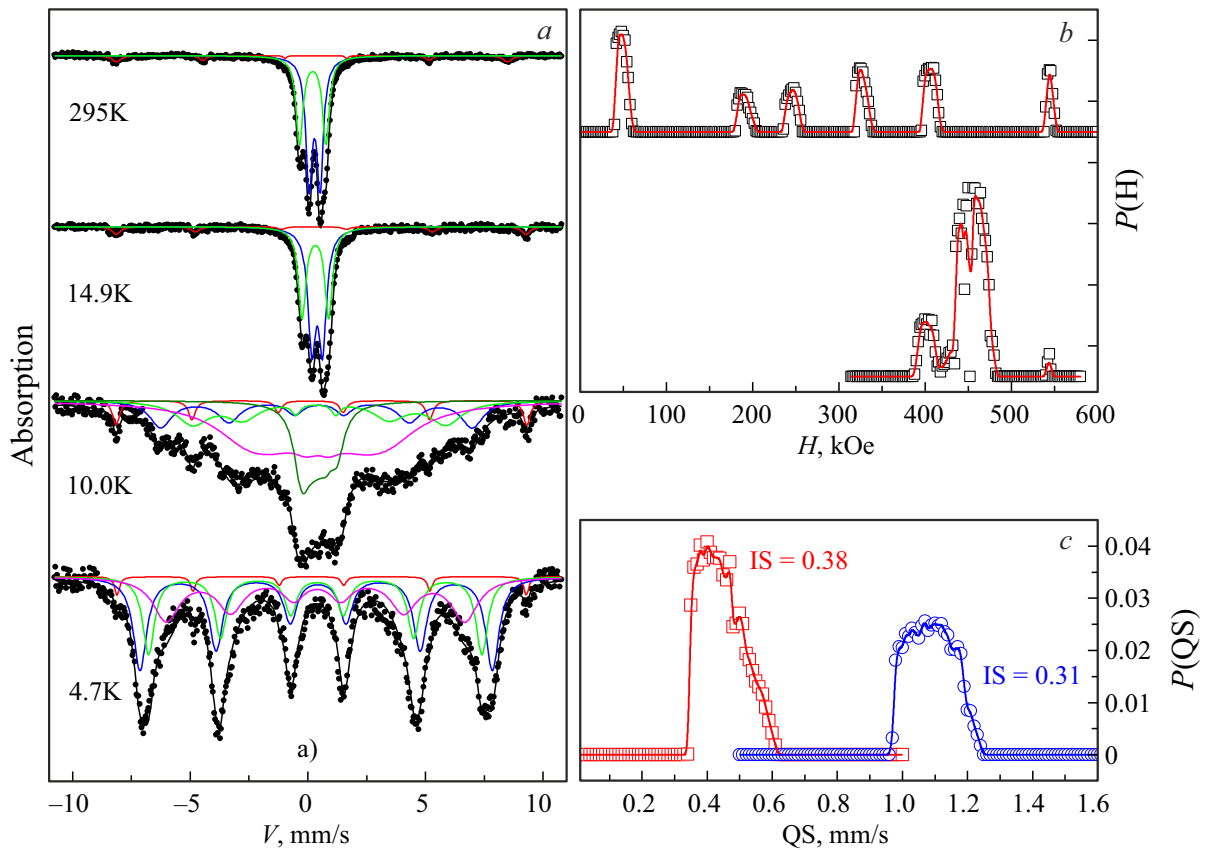 a
295K
14.9K
10.0K
4.7K
a)
Absorption
−10 −5 0 5 10
V, mm/s
b
P(H)
0 100 200 300 400 500 600
H, kOe
c
IS = 0.38
IS = 0.31
0.04
0.03
0.02
0.01
0
P(QS)
0.2 0.4 0.6 0.8 1.0 1.2 1.4 1.6
QS, mm/s